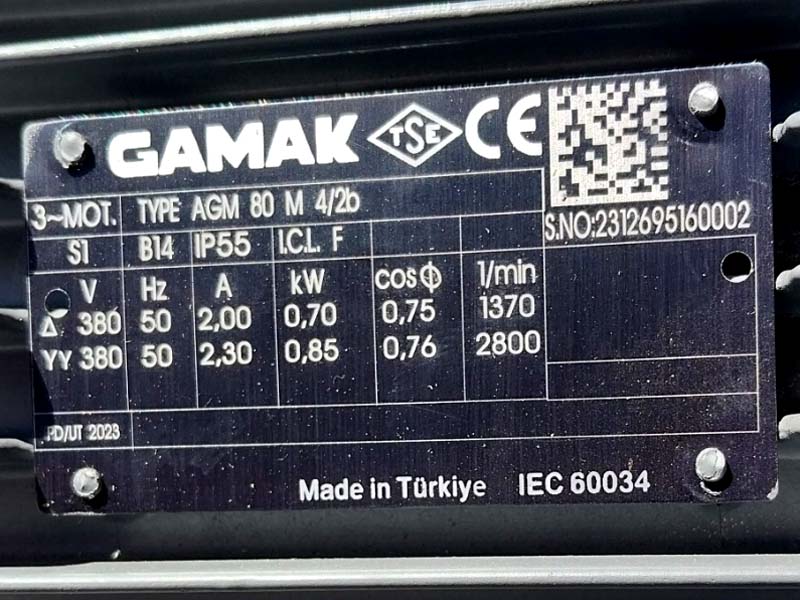 GAMAK TSE CE
3~MOT. TYPE AGM 80 M 4/2b
S.NO:2312695160002
S1 B14 IP55 I.C.L. F
V Hz A kW cosϕ 1/min
Δ 380 50 2,00 0,70 0,75 1370
YY 380 50 2,30 0,85 0,76 2800
PD/UT 2023
Made in Türkiye IEC 60034